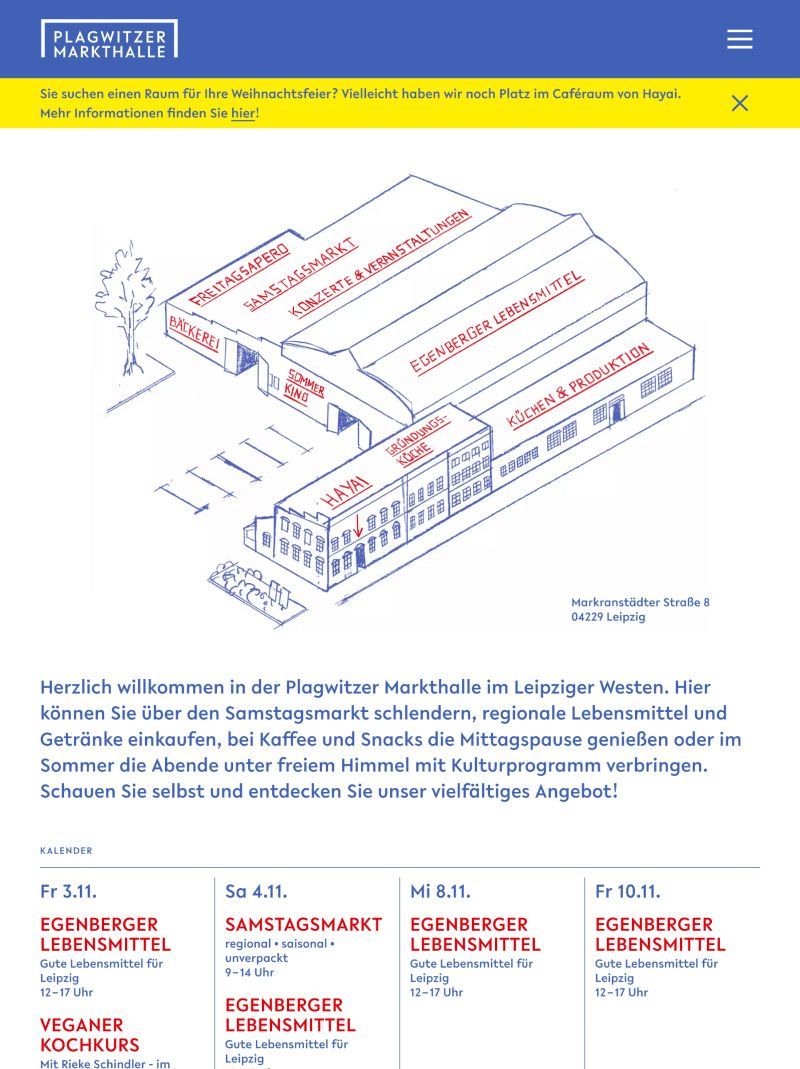 PLAGWITZER
MARKTHALLE
Sie suchen einen Raum für Ihre Weihnachtsfeier? Vielleicht haben wir noch Platz im Caféraum von Hayai.
Mehr Informationen finden Sie hier!
FREITAGSAPERO
SAMSTAGSMARKT
KONZERTE & VERANSTALTUNGEN
BÄCKEREI
SOMMER
KINO
EGENBERGER LEBENSMITTEL
KÜCHEN & PRODUKTION
GRÜNDUNGS-
KÜCHE
HAYAI
Markranstädter Straße 8
04229 Leipzig
Herzlich willkommen in der Plagwitzer Markthalle im Leipziger Westen. Hier
können Sie über den Samstagsmarkt schlendern, regionale Lebensmittel und
Getränke einkaufen, bei Kaffee und Snacks die Mittagspause genießen oder im
Sommer die Abende unter freiem Himmel mit Kulturprogramm verbringen.
Schauen Sie selbst und entdecken Sie unser vielfältiges Angebot!
KALENDER
Fr 3.11.
EGENBERGER
LEBENSMITTEL
Gute Lebensmittel für
Leipzig
12–17 Uhr
VEGANER
KOCHKURS
Mit Rieke Schindler - im
Sa 4.11.
SAMSTAGSMARKT
regional • saisonal •
unverpackt
9–14 Uhr
EGENBERGER
LEBENSMITTEL
Gute Lebensmittel für
Leipzig
Mi 8.11.
EGENBERGER
LEBENSMITTEL
Gute Lebensmittel für
Leipzig
12–17 Uhr
Fr 10.11.
EGENBERGER
LEBENSMITTEL
Gute Lebensmittel für
Leipzig
12–17 Uhr